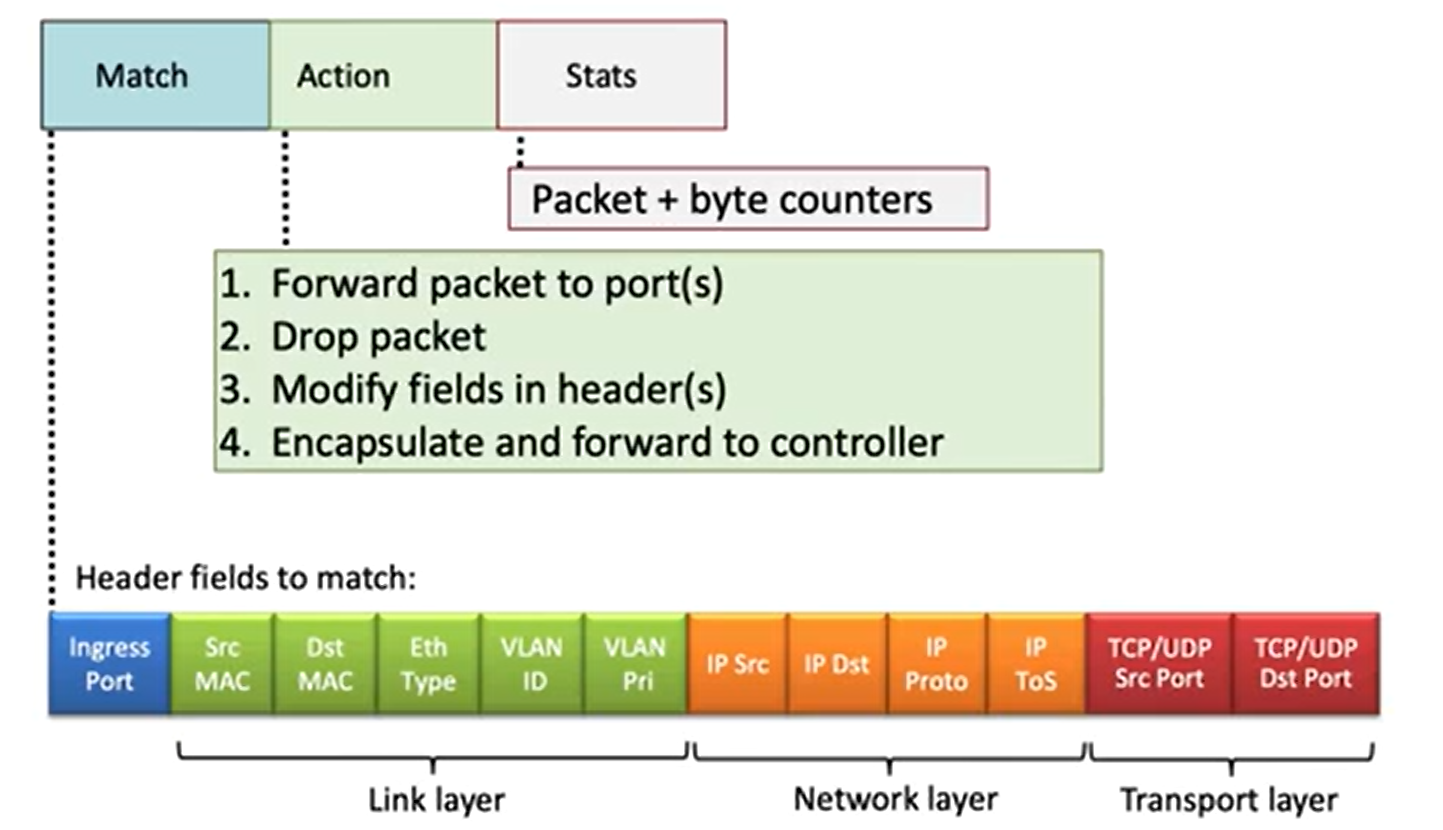 Match
Action
Stats
Packet + byte counters
1. Forward packet to port(s)
2. Drop packet
3. Modify fields in header(s)
4. Encapsulate and forward to controller
Header fields to match:
Ingress
Port
Src
MAC
Dst
MAC
Eth
Type
VLAN
ID
VLAN
Pri
IP Src
IP Dst
IP
Proto
IP
ToS
TCP/UDP
Src Port
TCP/UDP
Dst Port
Link layer
Network layer
Transport layer